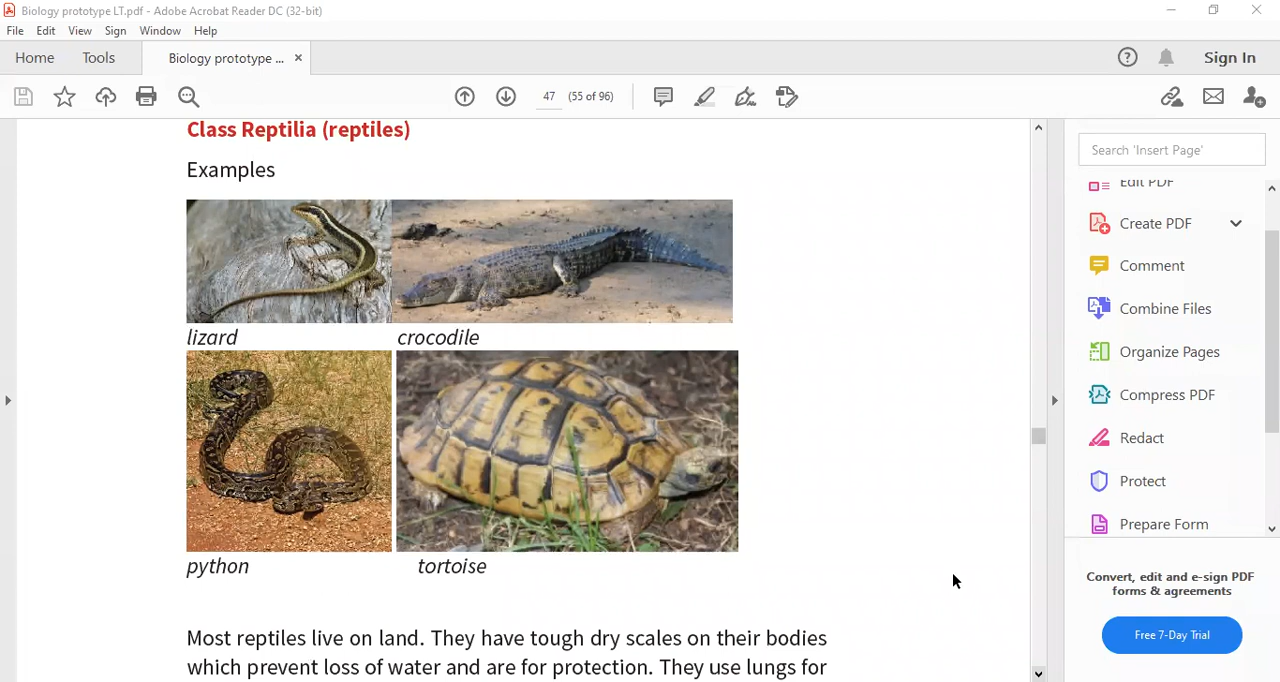 Biology prototype LT.pdf - Adobe Acrobat Reader DC (32-bit)
File Edit View Sign Window Help
Home Tools Biology prototype ... × Sign In
47 (55 of 96)
Class Reptilia (reptiles)
Examples
lizard crocodile
python tortoise
Most reptiles live on land. They have tough dry scales on their bodies
which prevent loss of water and are for protection. They use lungs for
Search 'Insert Page'
Edit PDF
Create PDF
Comment
Combine Files
Organize Pages
Compress PDF
Redact
Protect
Prepare Form
Convert, edit and e-sign PDF
forms & agreements
Free 7-Day Trial